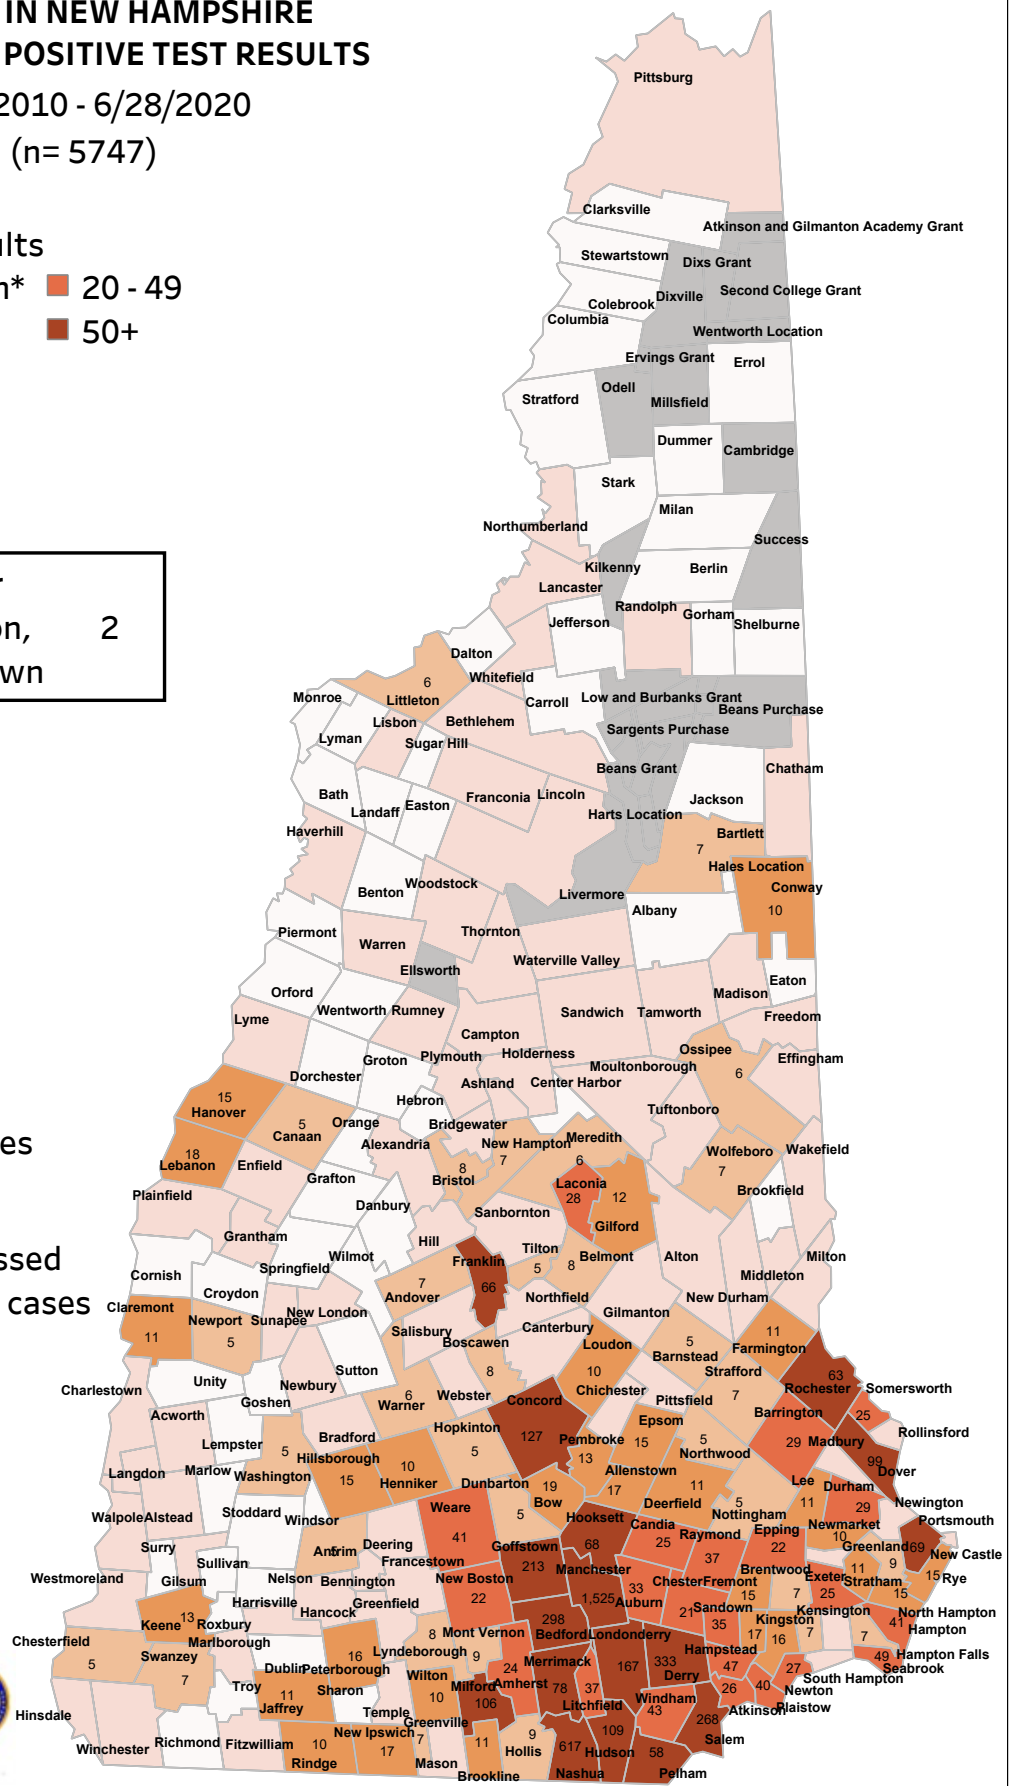 IN NEW HAMPSHIRE
POSITIVE TEST RESULTS
2010 - 6/28/2020
(n= 5747)
ults
n* 20 - 49
50+
r
on, 2
wn
es
ssed
cases
Pittsburg
Clarksville
Atkinson and Gilmanton Academy Grant
Stewartstown
Dixs Grant
Second College Grant
Dixville
Colebrook
Columbia
Wentworth Location
Ervings Grant
Errol
Odell
Stratford
Millsfield
Dummer
Cambridge
Stark
Milan
Northumberland
Success
Kilkenny
Berlin
Lancaster
Randolph
Gorham
Jefferson
Shelburne
Dalton
Whitefield
6
Littleton
Monroe
Carroll
Low and Burbanks Grant
Beans Purchase
Lisbon
Bethlehem
Sargents Purchase
Lyman
Sugar Hill
Beans Grant
Chatham
Bath
Franconia
Lincoln
Jackson
Landaff
Easton
Harts Location
Haverhill
Bartlett
7
Hales Location
Woodstock
Benton
Livermore
Conway
10
Albany
Piermont
Thornton
Warren
Waterville Valley
Ellsworth
Eaton
Orford
Madison
Wentworth
Rumney
Sandwich
Tamworth
Freedom
Lyme
Campton
Ossipee
6
Effingham
Groton
Plymouth
Holderness
Moultonborough
Dorchester
Ashland
Center Harbor
15
Hanover
Hebron
Tuftonboro
5
Canaan
Orange
Bridgewater
Alexandria
New Hampton
7
Meredith
6
18
Lebanon
Enfield
8
Bristol
Wolfeboro
7
Wakefield
Grafton
Laconia
28
12
Gilford
Brookfield
Plainfield
Danbury
Sanbornton
Grantham
Hill
Tilton
5
8
Belmont
Alton
Milton
Wilmot
Springfield
Franklin
66
Cornish
Middleton
Croydon
7
Andover
Northfield
New Durham
Claremont
11
Newport
5
Sunapee
New London
Gilmanton
Salisbury
Canterbury
11
Farmington
Boscawen
8
Loudon
10
5
Barnstead
Strafford
7
Sutton
63
Rochester
Somersworth
25
Charlestown
Unity
Newbury
Goshen
6
Warner
Webster
Chichester
Pittsfield
Concord
127
Barrington
29
Acworth
Hopkinton
5
Epsom
15
Rollinsford
Madbury
Lempster
Bradford
Pembroke
13
5
Northwood
99
Dover
5
Washington
Hillsborough
15
10
Henniker
Langdon
Marlow
Allenstown
17
Lee
11
Durham
29
Dunbarton
5
19
Bow
11
Deerfield
5
Nottingham
Newington
Weare
41
Walpole
Alstead
Stoddard
Windsor
Hooksett
68
Candia
25
Raymond
37
Epping
22
Newmarket
10
Portsmouth
69
Surry
Antrim
Deering
Goffstown
213
Greenland
9
New Castle
Sullivan
Francestown
Manchester
1,525
Brentwood
15
Exeter
25
11
Stratham
15
Rye
Westmoreland
Gilsum
Nelson
Bennington
New Boston
22
33
Auburn
Chester
21
Fremont
7
15
North Hampton
Harrisville
Greenfield
Hancock
Sandown
35
Kensington
7
41
Hampton
13
Keene
Roxbury
298
Bedford
Londonderry
167
Kingston
17
16
7
Chesterfield
5
Marlborough
8
Lyndeborough
Mont Vernon
9
333
Derry
Hampstead
47
49
Hampton Falls
Swanzey
7
Dublin
16
Peterborough
Merrimack
78
Seabrook
27
South Hampton
Newton
Wilton
10
24
Amherst
Milford
106
Troy
11
Jaffrey
Sharon
37
Litchfield
26
Atkinson
40
Plaistow
Hinsdale
Temple
Windham
43
268
Salem
Greenville
7
Richmond
Fitzwilliam
New Ipswich
17
9
Hollis
109
Hudson
Winchester
10
Rindge
Mason
11
Brookline
617
Nashua
58
Pelham